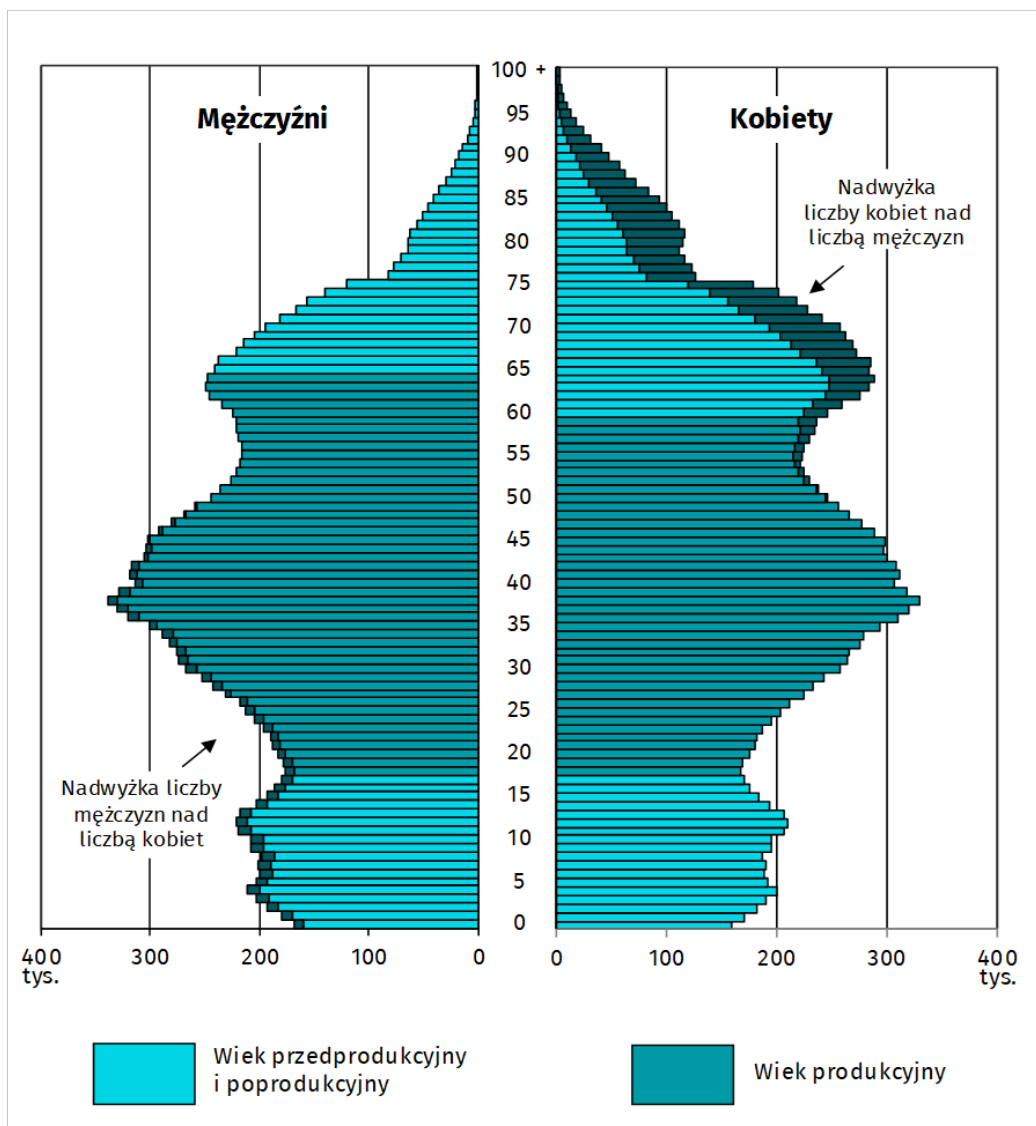 Mężczyźni
Kobiety
100 +
95
90
85
80
75
70
65
60
55
50
45
40
35
30
25
20
15
10
5
0
Nadwyżka
liczby kobiet nad
liczbą mężczyzn
Nadwyżka liczby
mężczyzn nad
liczbą kobiet
400 300 200 100 0
tys.
0 100 200 300 400
tys.
Wiek przedprodukcyjny
i poprodukcyjny
Wiek produkcyjny